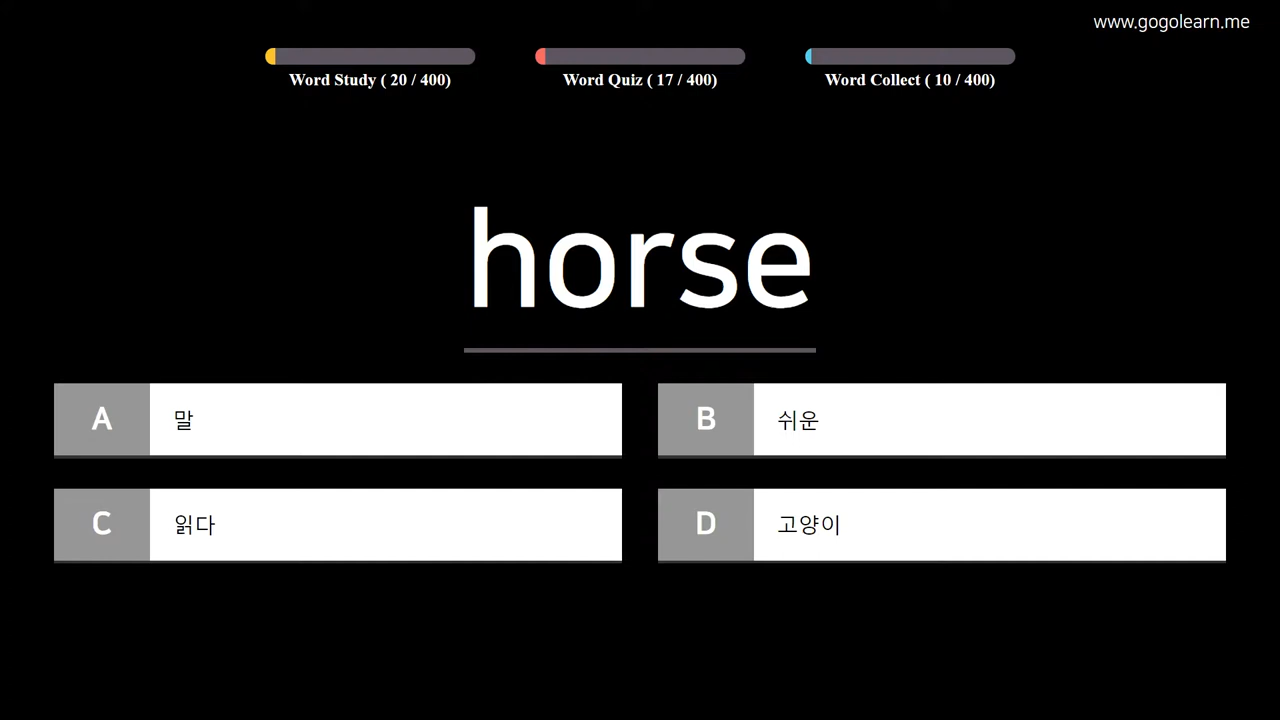 www.gogolearn.me
Word Study ( 20 / 400)
Word Quiz ( 17 / 400)
Word Collect ( 10 / 400)
horse
A 말
B 쉬운
C 읽다
D 고양이